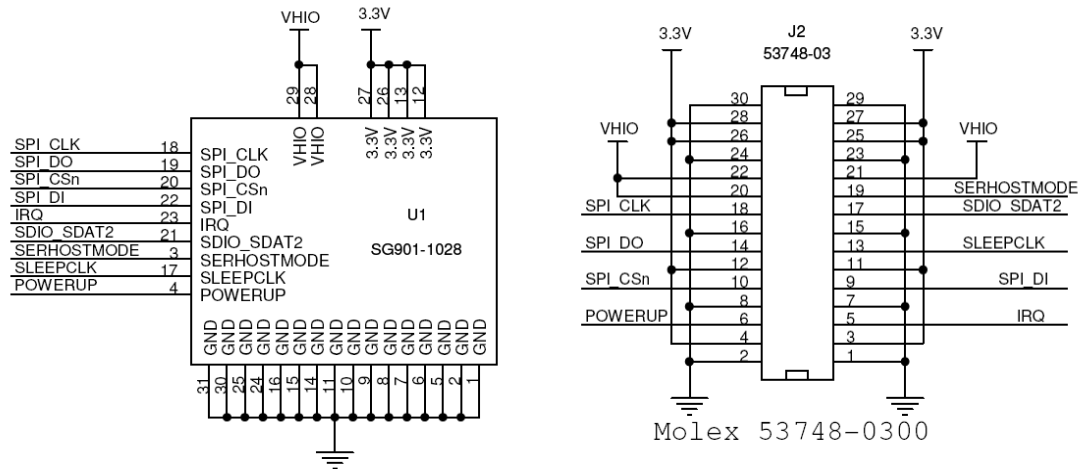 VHIO
3.3V
29
28
27
26
13
12
VHIO
VHIO
3.3V
3.3V
3.3V
3.3V
SPI_CLK 18 SPI_CLK
SPI_DO 19 SPI_DO
SPI_CSn 20 SPI_CSn
SPI_DI 22 SPI_DI
IRQ 23 IRQ
SDIO_SDAT2 21 SDIO_SDAT2
SERHOSTMODE 3 SERHOSTMODE
SLEEPCLK 17 SLEEPCLK
POWERUP 4 POWERUP
U1
SG901-1028
GND GND GND GND GND GND GND GND GND GND GND GND GND GND GND GND
31 30 25 24 16 15 14 11 10 9 8 7 6 5 2 1
3.3V
J2
53748-03
3.3V
VHIO
VHIO
30 29
28 27
26 25
24 23
22 21
20 19 SERHOSTMODE
SPI_CLK 18 17 SDIO_SDAT2
16 15
SPI_DO 14 13 SLEEPCLK
12 11
SPI_CSn 10 9 SPI_DI
8 7
POWERUP 6 5 IRQ
4 3
2 1
Molex 53748-0300